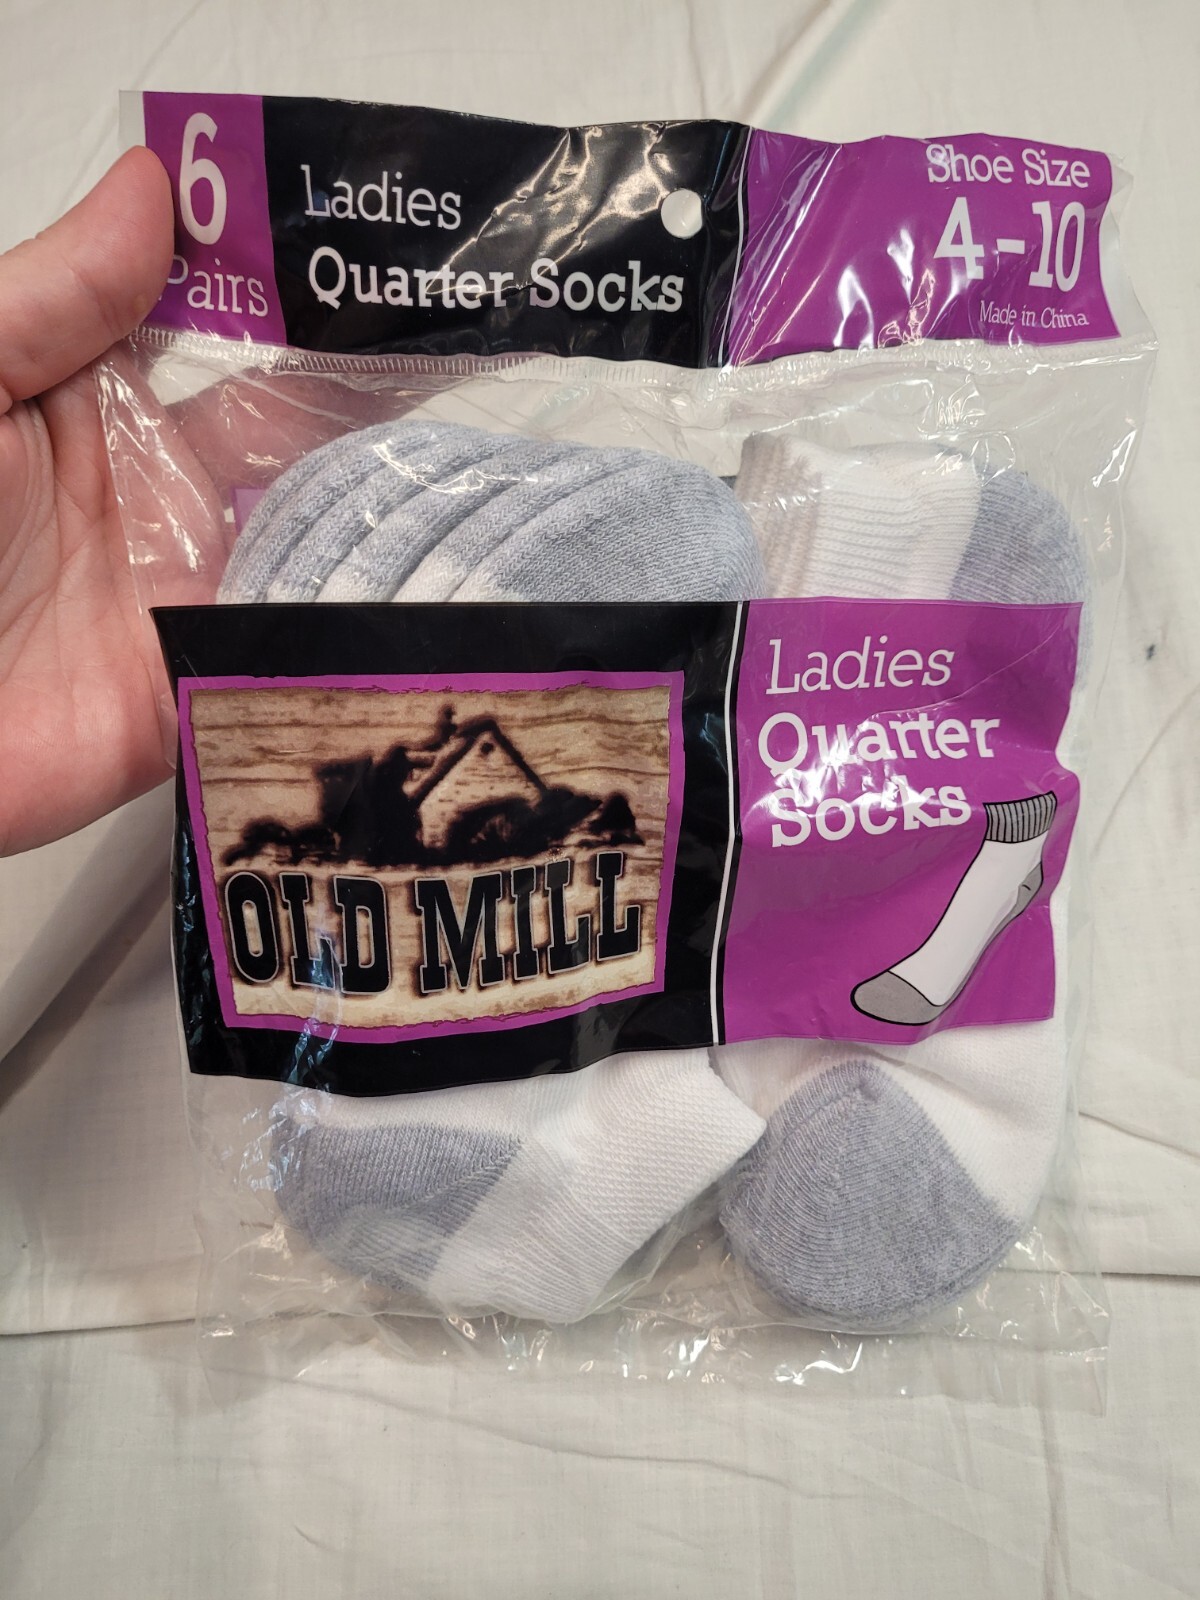 6
Pairs
Ladies
Quarter Socks
Shoe Size
4-10
Made in China
OLD MILL
Ladies
Quarter
Socks